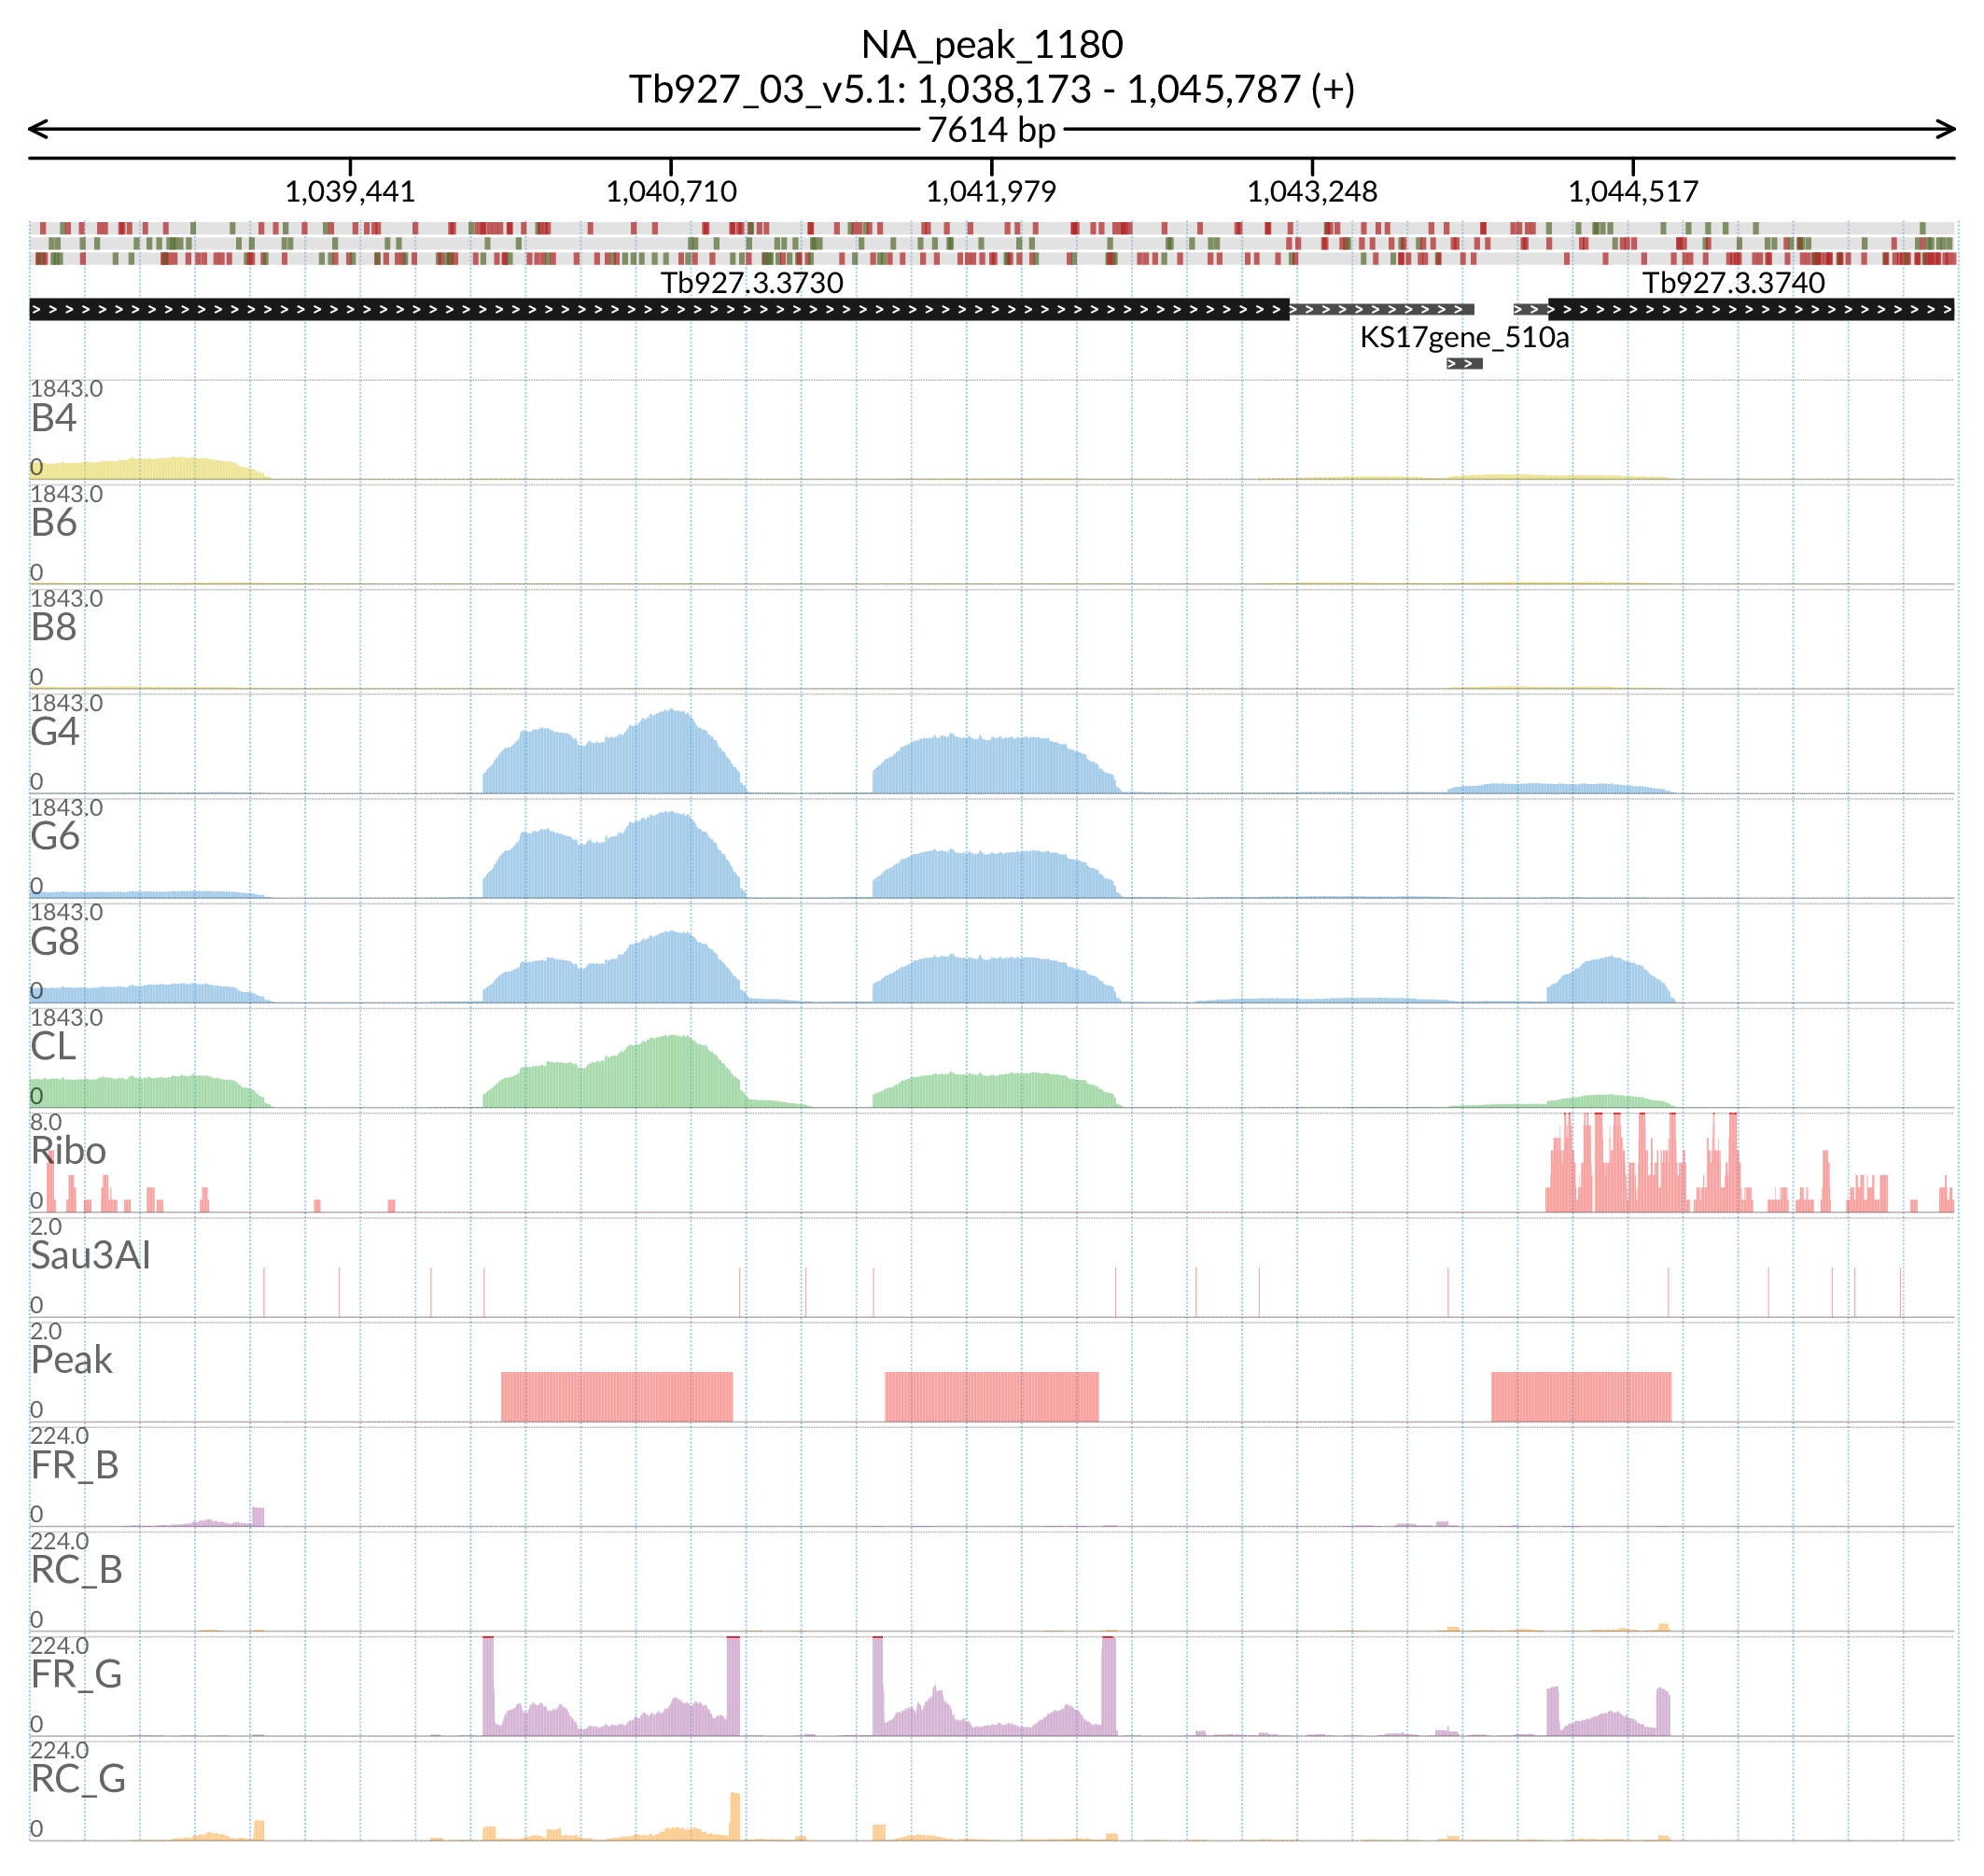 NA_peak_1180
Tb927_03_v5.1: 1,038,173 - 1,045,787 (+)
7614 bp
1,039,441 1,040,710 1,041,979 1,043,248 1,044,517
Tb927.3.3730 Tb927.3.3740
KS17gene_510a
1843.0
B4
0
1843.0
B6
0
1843.0
B8
0
1843.0
G4
0
1843.0
G6
0
1843.0
G8
0
1843.0
CL
0
8.0
Ribo
0
2.0
Sau3AI
0
2.0
Peak
0
224.0
FR_B
0
224.0
RC_B
0
224.0
FR_G
0
224.0
RC_G
0